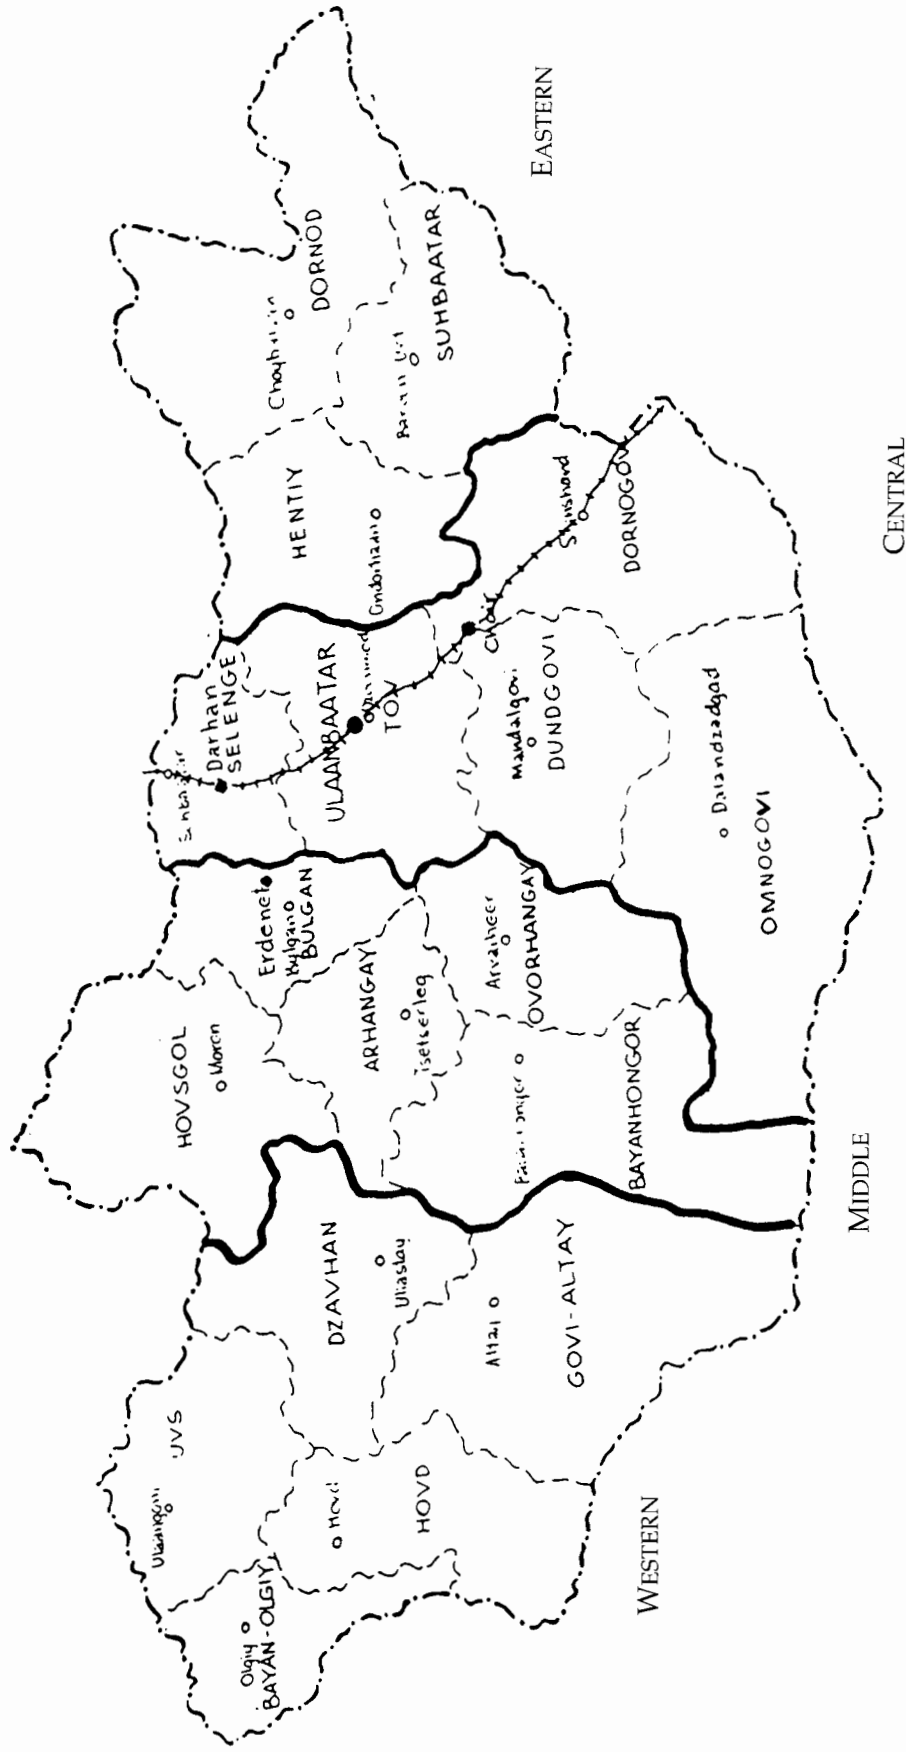 EASTERN
DORNOD
SUHBAATAR
HENTIY
Darhan
SELENGE
ULAANBAATAR
TOV
Choir
DORNOGOVI
Mandalgovi
DUNDGOVI
Dalandzadgad
OMNOGOVI
CENTRAL
HOVSGOL
Moron
Erdenet
Bulgan
BULGAN
ARHANGAY
Tsetserleg
Arvaiheer
OVORHANGAY
BAYANHONGOR
MIDDLE
DZAVHAN
Uliastay
Altai
GOVI-ALTAY
UVS
Ulaangom
Hovd
HOVD
Olgiy
BAYAN-OLGIY
WESTERN